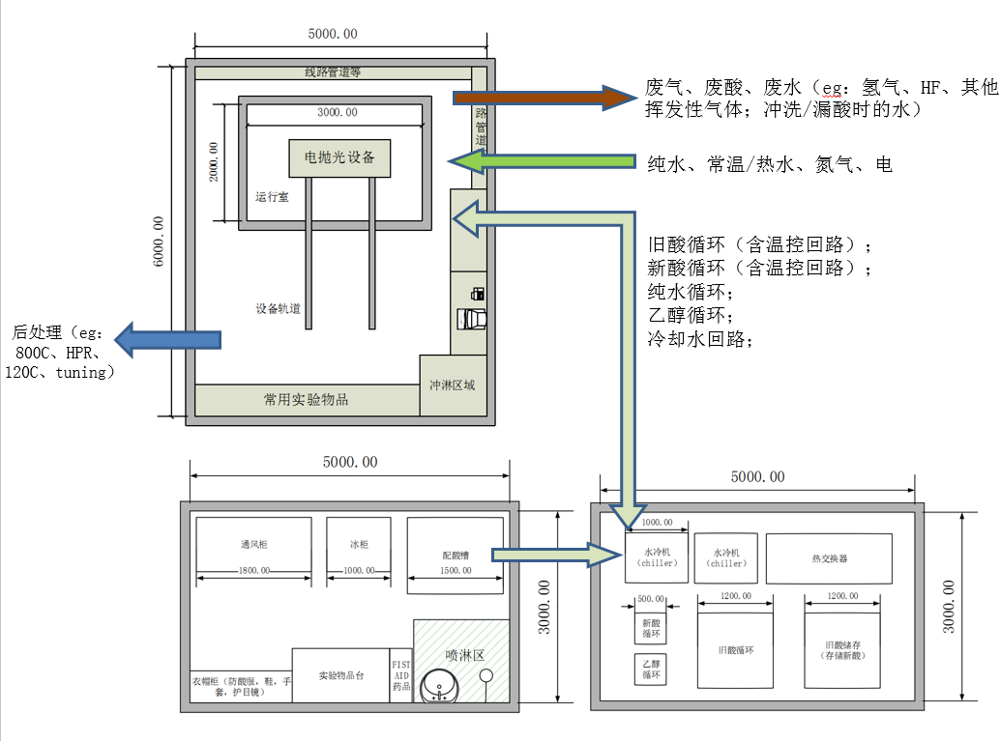 5000.00
线路管道等
3000.00
路管道
2000.00
电抛光设备
运行室
6000.00
设备轨道
冲淋区域
常用实验物品
废气、废酸、废水（eg：氢气、HF、其他
挥发性气体；冲洗/漏酸时的水）
纯水、常温/热水、氮气、电
旧酸循环（含温控回路）；
新酸循环（含温控回路）；
纯水循环；
乙醇循环；
冷却水回路；
后处理（eg：
800C、HPR、
120C、tuning）
5000.00
通风柜
1800.00
冰柜
1000.00
配酸槽
1500.00
3000.00
喷淋区
衣帽柜（防酸服，鞋，手
套，护目镜）
实验物品台
FIST
AID
药品
5000.00
1000.00
水冷机
（chiller）
水冷机
（chiller）
热交换器
500.00
1200.00
1200.00
新酸
循环
乙醇
循环
旧酸循环
旧酸储存
（存储新酸）
3000.00